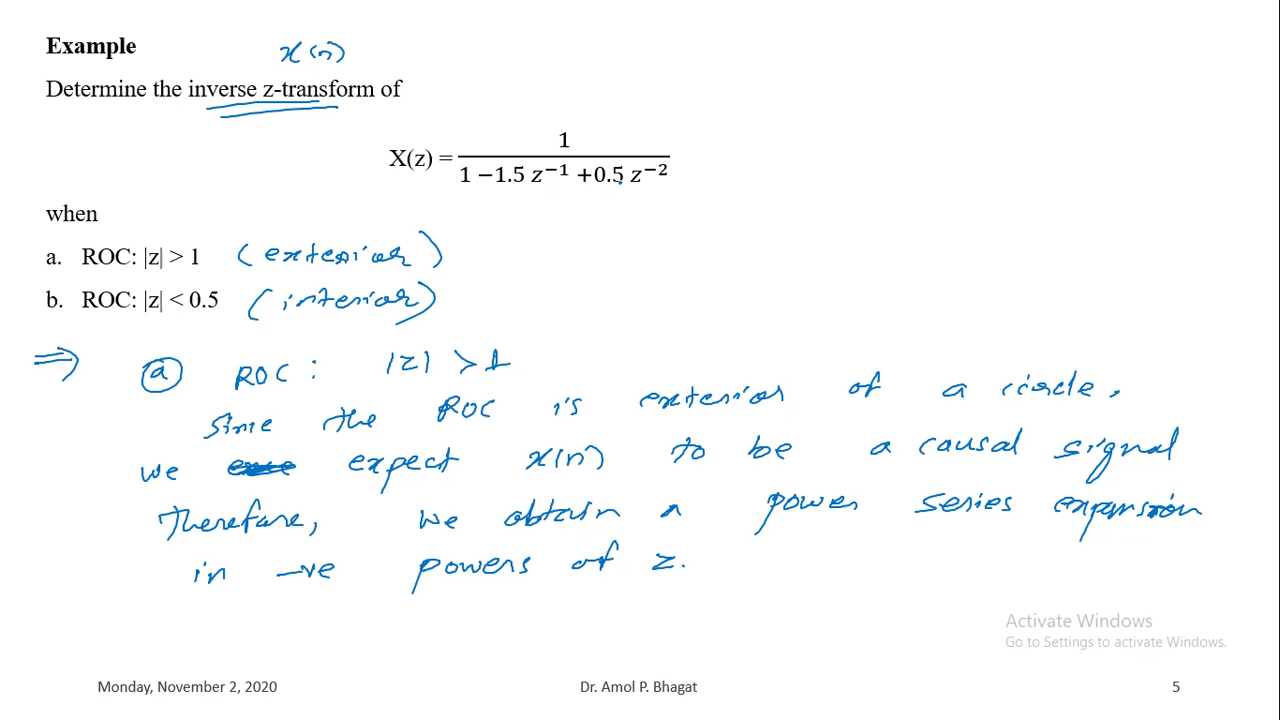 Example
x(n)
Determine the inverse z-transform of
X(z) = 1 / (1 −1.5 z⁻¹ +0.5 z⁻²)
when
a. ROC: |z| > 1 (exterior)
b. ROC: |z| < 0.5 (interior)
⇒ (a) ROC : |z| > 1
Since the ROC is exterior of a circle,
we expect x(n) to be a causal signal
Therefore, we obtain a power series expansion
in -ve powers of z.
Activate Windows
Go to Settings to activate Windows.
Monday, November 2, 2020 Dr. Amol P. Bhagat 5